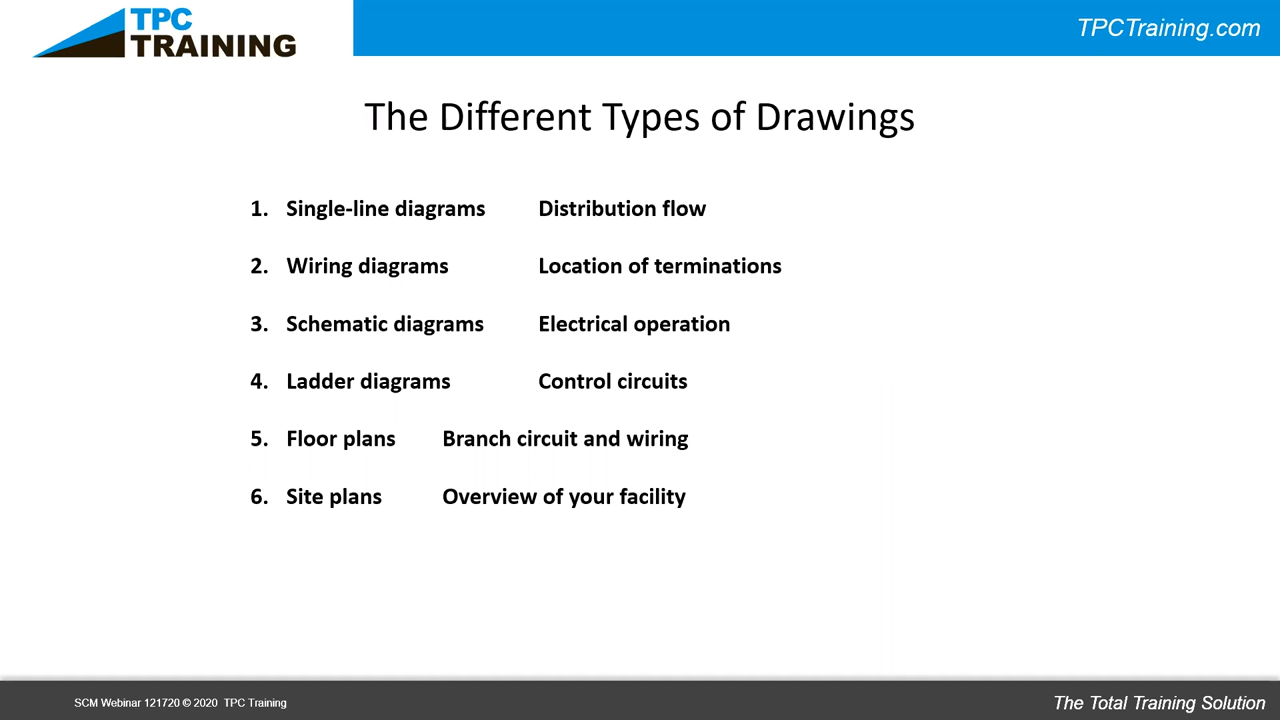 TPC
TRAINING
TPCTraining.com
The Different Types of Drawings
1. Single-line diagrams Distribution flow
2. Wiring diagrams Location of terminations
3. Schematic diagrams Electrical operation
4. Ladder diagrams Control circuits
5. Floor plans Branch circuit and wiring
6. Site plans Overview of your facility
SCM Webinar 121720 © 2020 TPC Training
The Total Training Solution